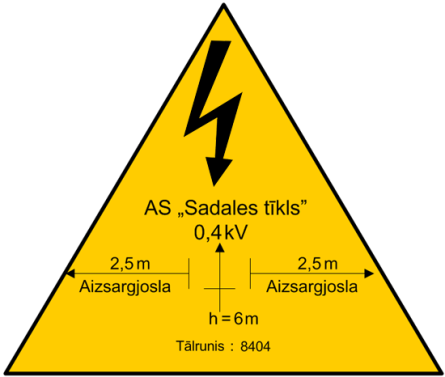 AS „Sadales tīkls”
0,4kV
2,5m 2,5m
Aizsargjosla Aizsargjosla
h=6m
Tālrunis : 8404